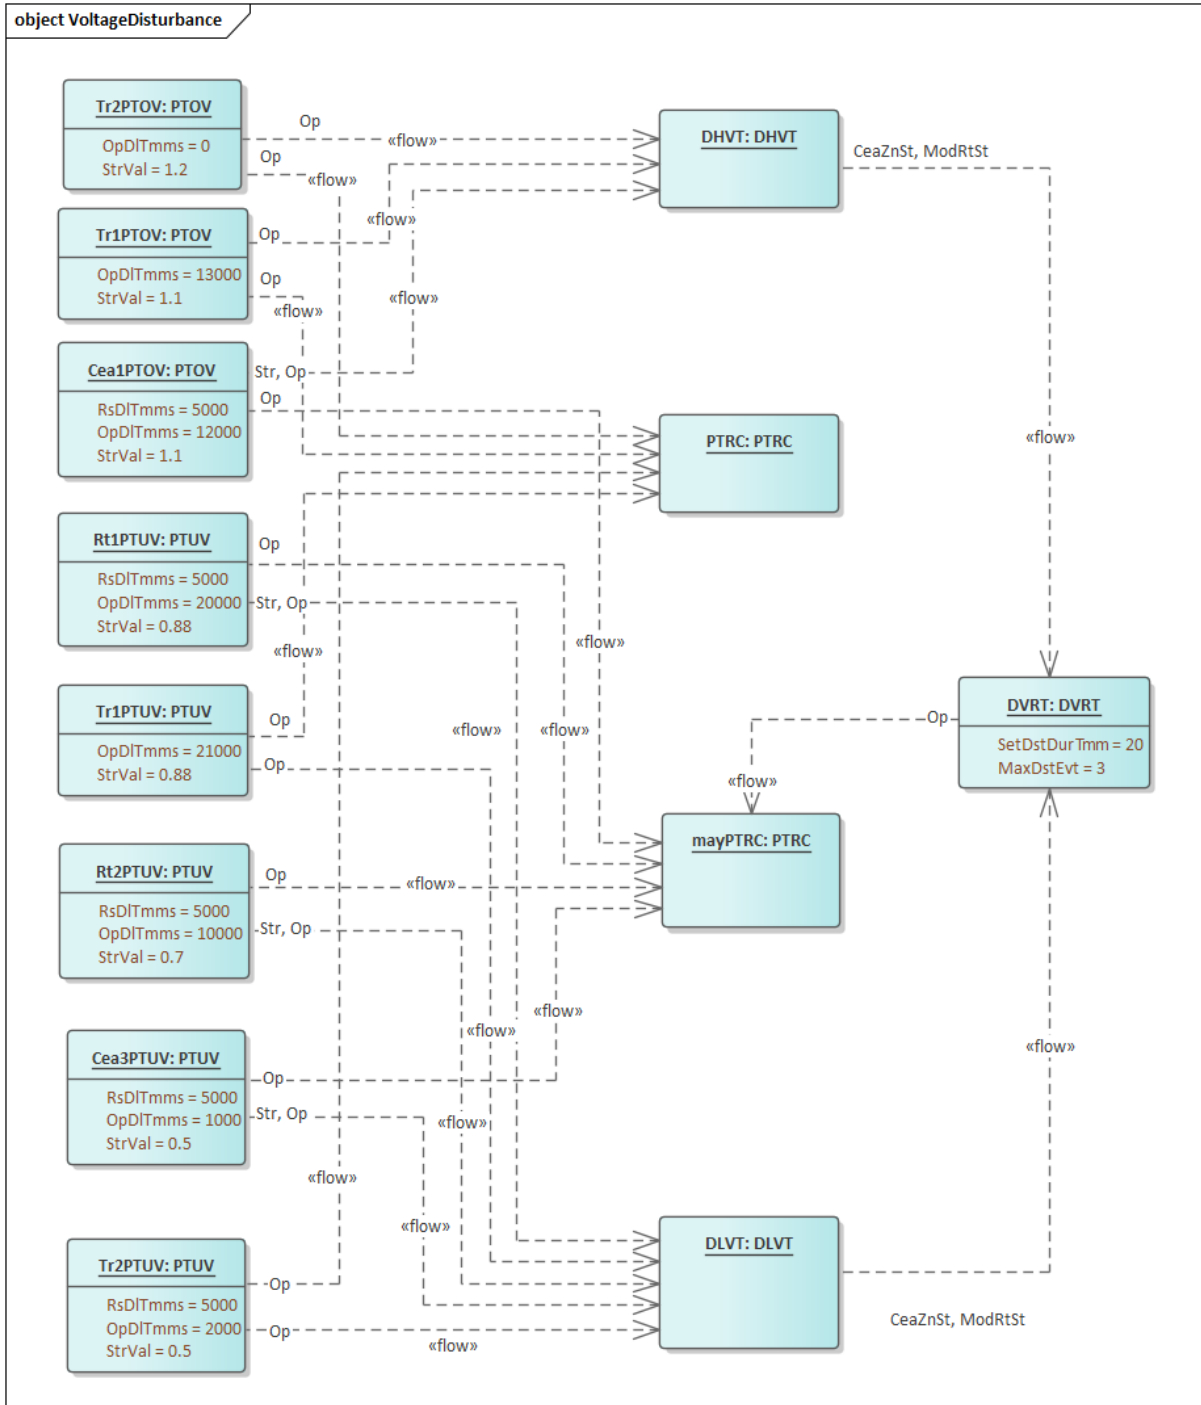 object VoltageDisturbance
Tr2PTOV: PTOV
OpDlTmms = 0
StrVal = 1.2
Op
«flow»
Op
«flow»
DHVT: DHVT
CeaZnSt, ModRtSt
Tr1PTOV: PTOV
OpDlTmms = 13000
StrVal = 1.1
Op
«flow»
Op
«flow»
«flow»
Cea1PTOV: PTOV
RsDlTmms = 5000
OpDlTmms = 12000
StrVal = 1.1
Str, Op
Op
PTRC: PTRC
«flow»
Rt1PTUV: PTUV
RsDlTmms = 5000
OpDlTmms = 20000
StrVal = 0.88
Op
Str, Op
«flow»
«flow»
Tr1PTUV: PTUV
OpDlTmms = 21000
StrVal = 0.88
Op
Op
«flow»
«flow»
DVRT: DVRT
SetDstDurTmm = 20
MaxDstEvt = 3
Op
«flow»
mayPTRC: PTRC
Rt2PTUV: PTUV
RsDlTmms = 5000
OpDlTmms = 10000
StrVal = 0.7
Op
«flow»
Str, Op
«flow»
«flow»
«flow»
Cea3PTUV: PTUV
RsDlTmms = 5000
OpDlTmms = 1000
StrVal = 0.5
Op
Str, Op
«flow»
«flow»
«flow»
Tr2PTUV: PTUV
RsDlTmms = 5000
OpDlTmms = 2000
StrVal = 0.5
Op
Op
«flow»
DLVT: DLVT
CeaZnSt, ModRtSt